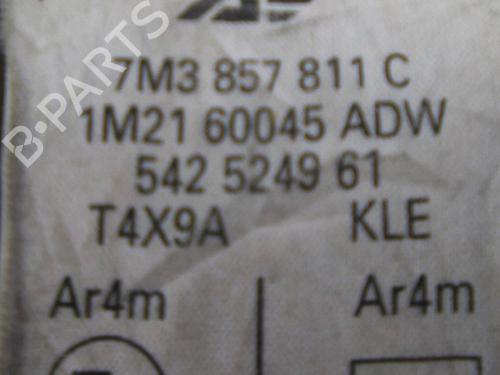 B-PARTS
7M3 857 811 C
1M21 60045 ADW
542 5249 61
T4X9A KLE
Ar4m Ar4m